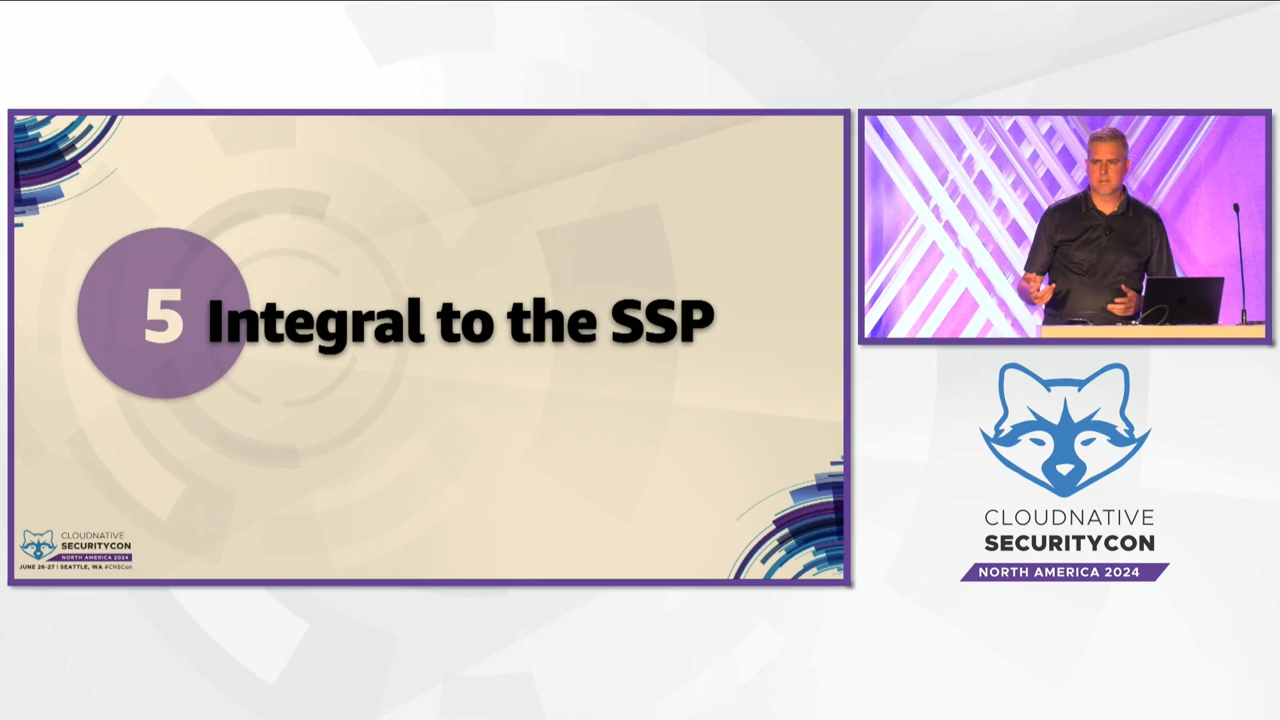 5 Integral to the SSP
CLOUDNATIVE
SECURITYCON
NORTH AMERICA 2024
JUNE 26-27 | SEATTLE, WA #CNSCon
CLOUDNATIVE
SECURITYCON
NORTH AMERICA 2024